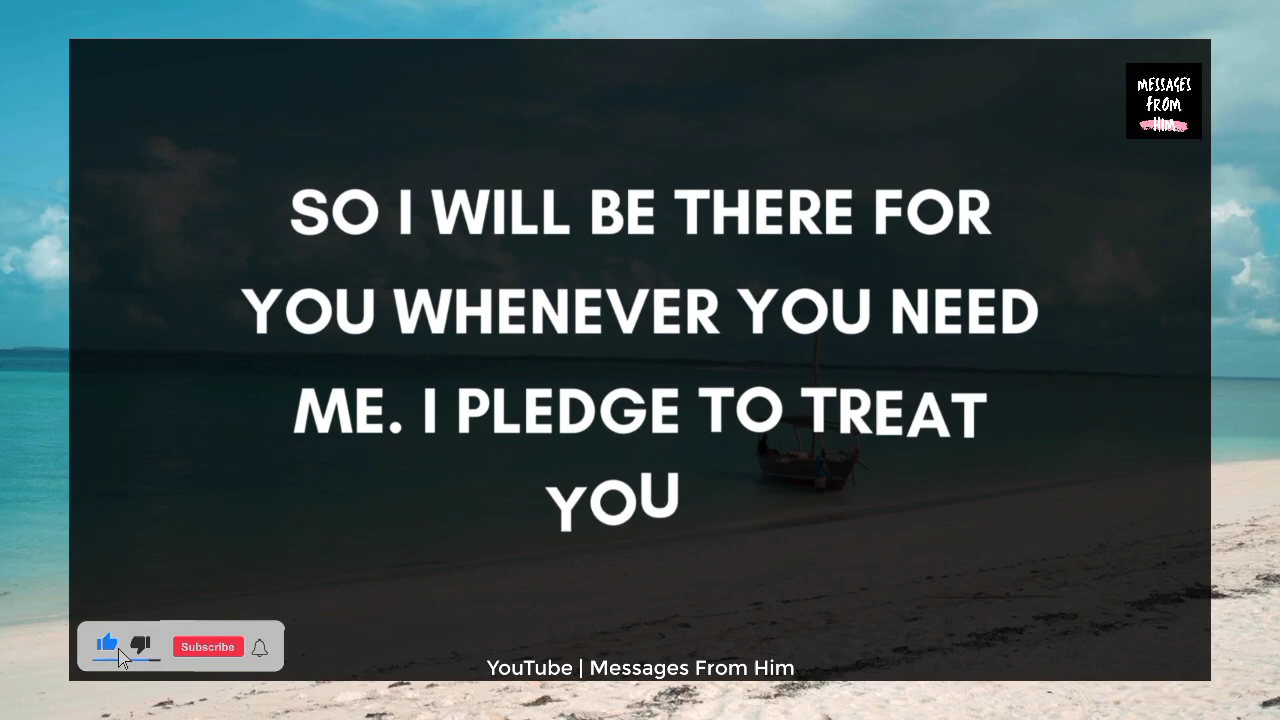 MESSAGES
FROM
HIM
SO I WILL BE THERE FOR
YOU WHENEVER YOU NEED
ME. I PLEDGE TO TREAT
YOU
Subscribe
YouTube | Messages From Him